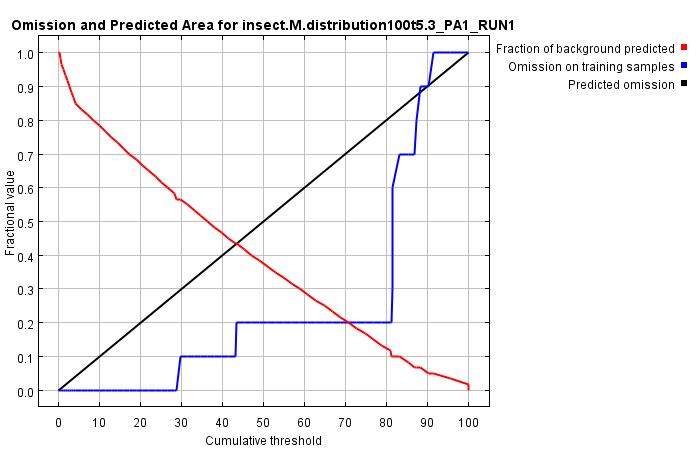 Omission and Predicted Area for insect.M.distribution100t5.3_PA1_RUN1
Fraction of background predicted
Omission on training samples
Predicted omission
Fractional value
1.0
0.9
0.8
0.7
0.6
0.5
0.4
0.3
0.2
0.1
0.0
0 10 20 30 40 50 60 70 80 90 100
Cumulative threshold